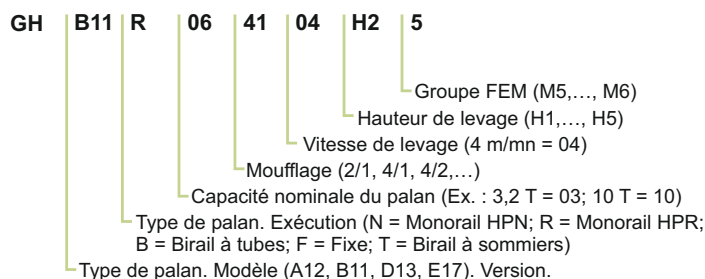 GH B11 R 06 41 04 H2 5
Groupe FEM (M5,…, M6)
Hauteur de levage (H1,…, H5)
Vitesse de levage (4 m/mn = 04)
Moufflage (2/1, 4/1, 4/2,…)
Capacité nominale du palan (Ex. : 3,2 T = 03; 10 T = 10)
Type de palan. Exécution (N = Monorail HPN; R = Monorail HPR;
B = Birail à tubes; F = Fixe; T = Birail à sommiers)
Type de palan. Modèle (A12, B11, D13, E17). Version.